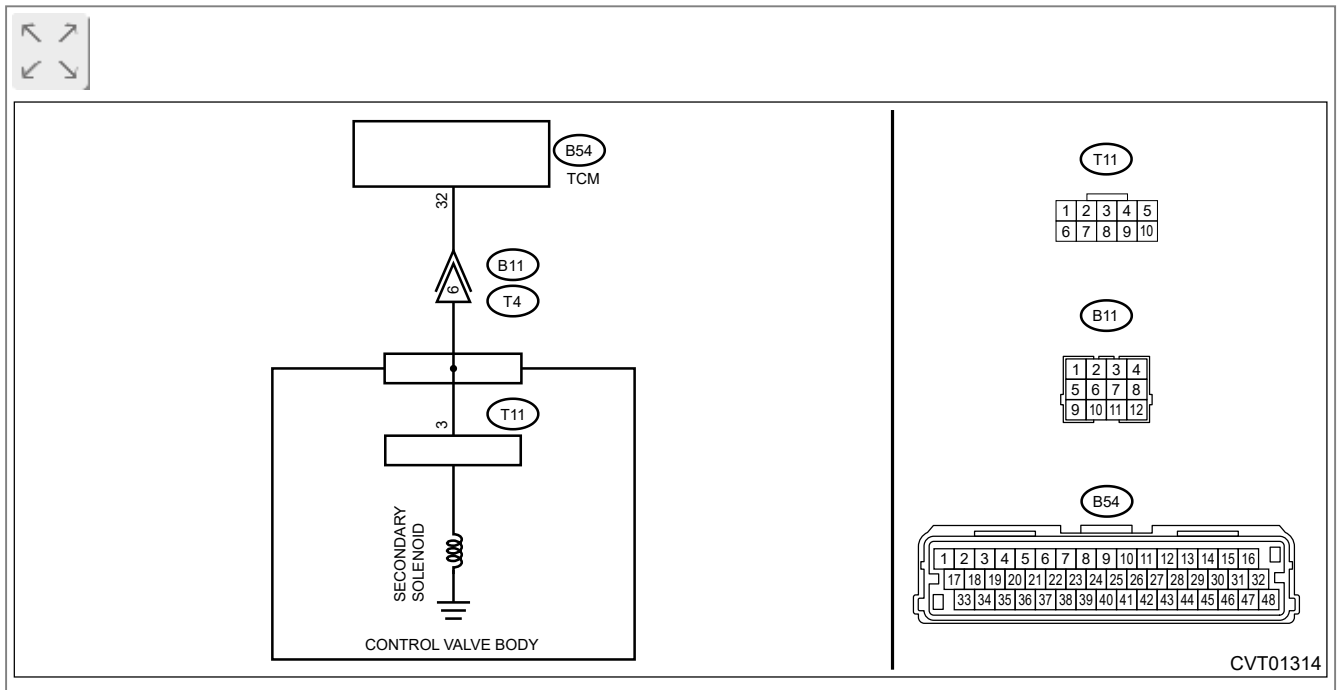 B54
TCM
32
B11
6
T4
T11
3
SECONDARY
SOLENOID
CONTROL VALVE BODY
T11
1 2 3 4 5
6 7 8 9 10
B11
1 2 3 4
5 6 7 8
9 10 11 12
B54
1 2 3 4 5 6 7 8 9 10 11 12 13 14 15 16
17 18 19 20 21 22 23 24 25 26 27 28 29 30 31 32
33 34 35 36 37 38 39 40 41 42 43 44 45 46 47 48
CVT01314